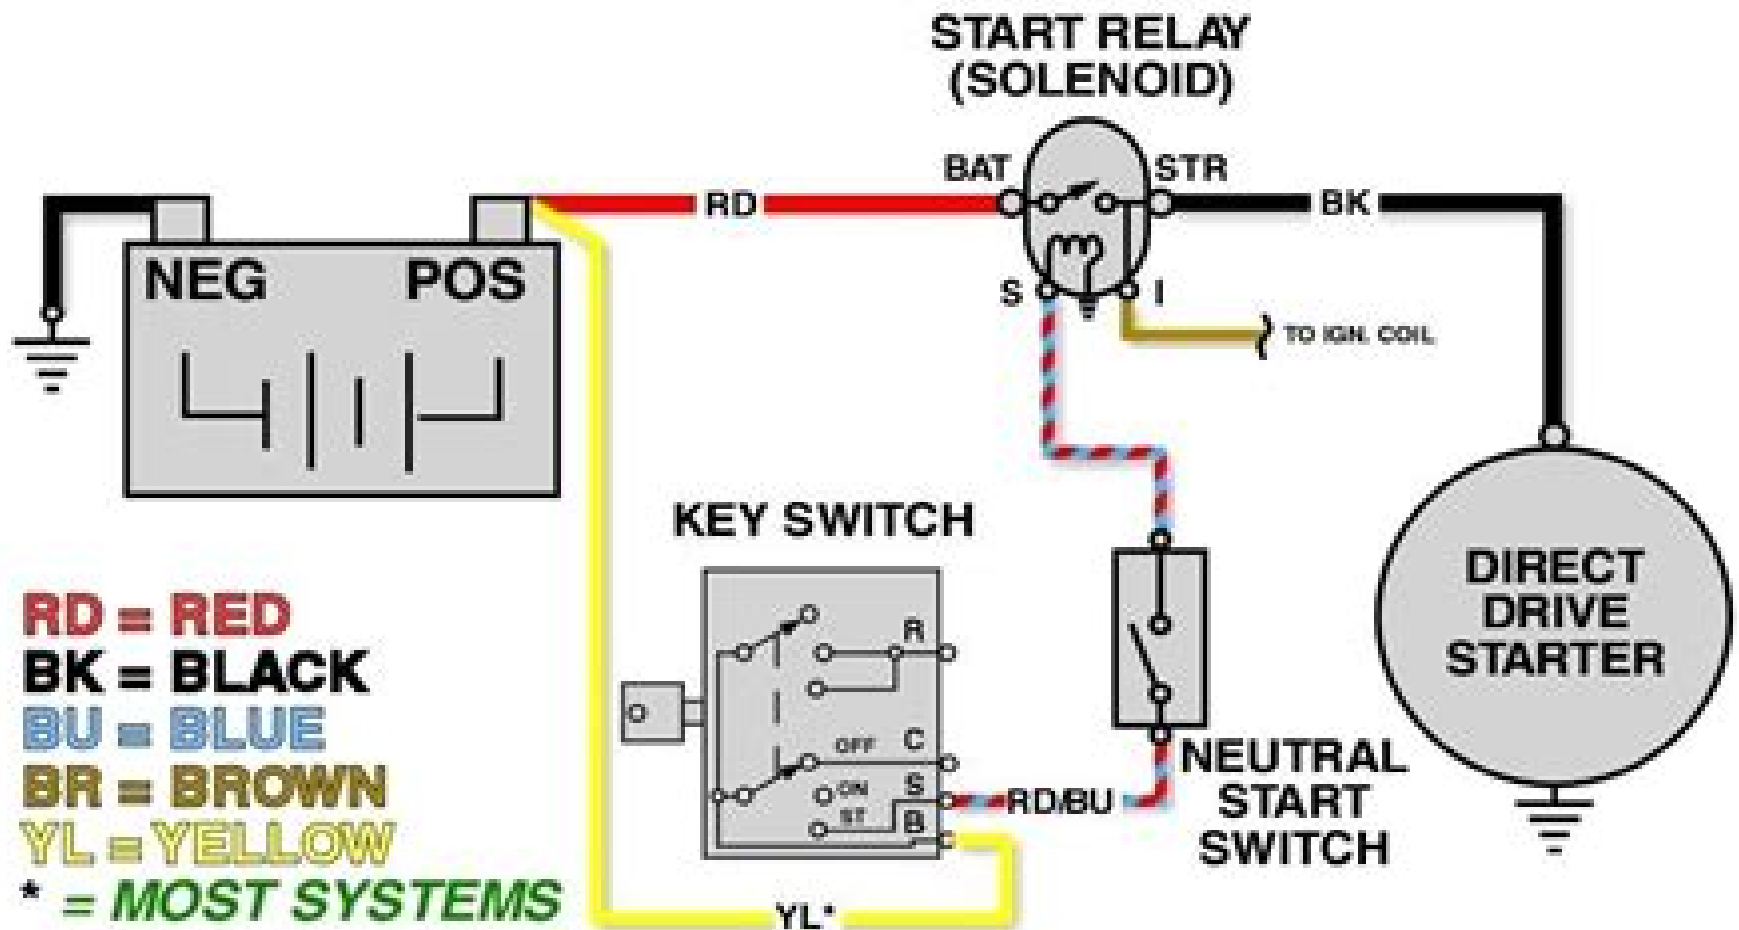 START RELAY
(SOLENOID)
BAT
STR
RD
BK
NEG
POS
S
I
TO IGN. COIL
KEY SWITCH
DIRECT
DRIVE
STARTER
RD = RED
BK = BLACK
BU = BLUE
BR = BROWN
YL = YELLOW
* = MOST SYSTEMS
R
OFF
C
ON
S
ST
B
RD/BU
NEUTRAL
START
SWITCH
YL*